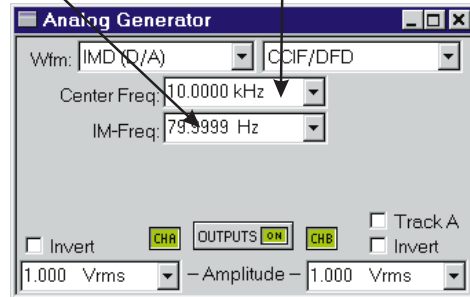 Analog Generator
Wfm: IMD (D/A) CCIF/DFD
Center Freq: 10.0000 kHz
IM-Freq: 79.9999 Hz
Track A
Invert CHA OUTPUTS ON CHB Invert
1.000 Vrms – Amplitude – 1.000 Vrms